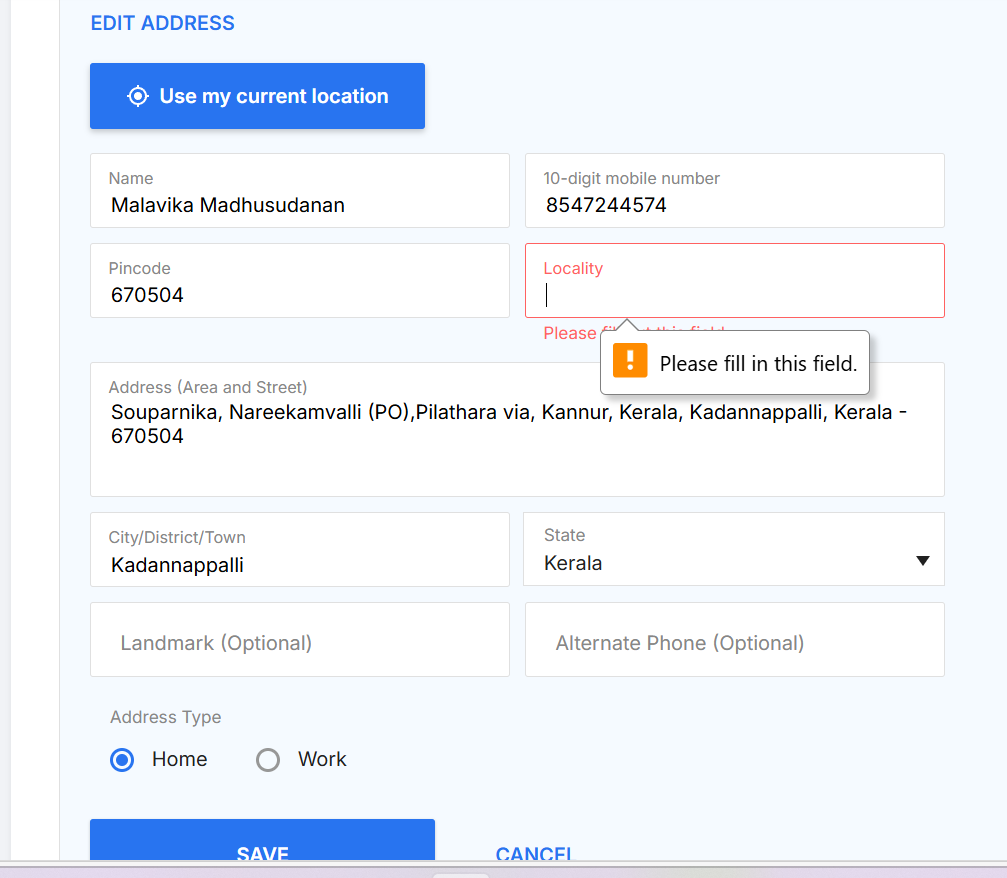 EDIT ADDRESS
Use my current location
Name
Malavika Madhusudanan
10-digit mobile number
8547244574
Pincode
670504
Locality
Please
Please fill in this field.
Address (Area and Street)
Souparnika, Nareekamvalli (PO),Pilathara via, Kannur, Kerala, Kadannappalli, Kerala -
670504
City/District/Town
Kadannappalli
State
Kerala
Landmark (Optional)
Alternate Phone (Optional)
Address Type
Home
Work
SAVE
CANCEL